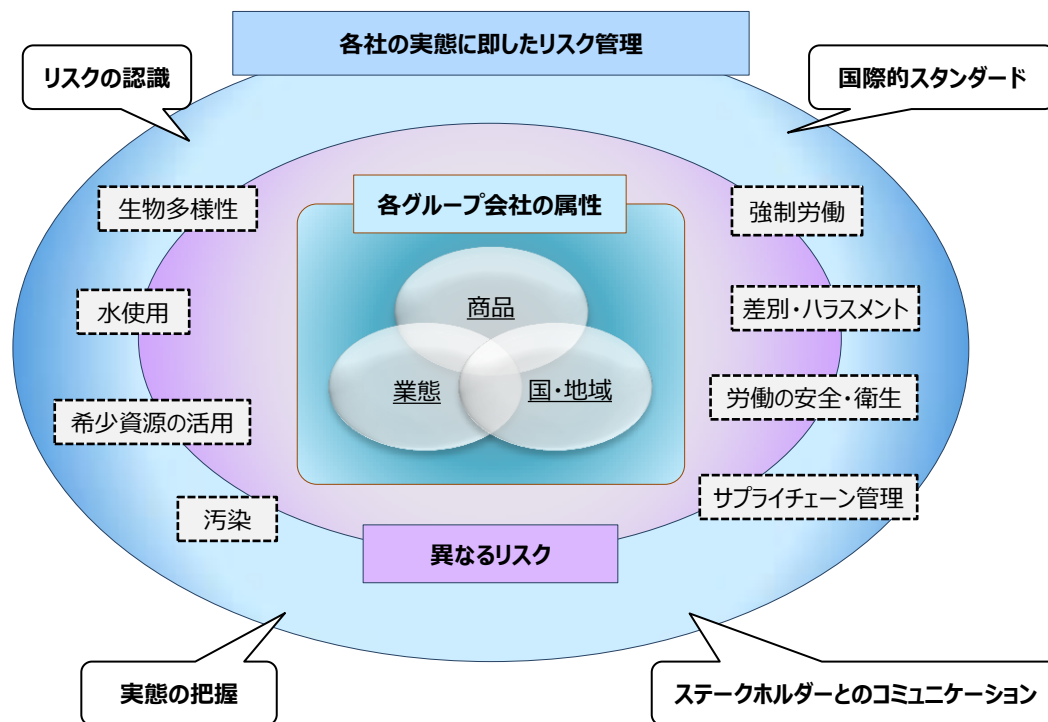 各社の実態に即したリスク管理
リスクの認識
国際的スタンダード
生物多様性
各グループ会社の属性
強制労働
水使用
商品
差別・ハラスメント
業態
国・地域
労働の安全・衛生
希少資源の活用
サプライチェーン管理
汚染
異なるリスク
実態の把握
ステークホルダーとのコミュニケーション